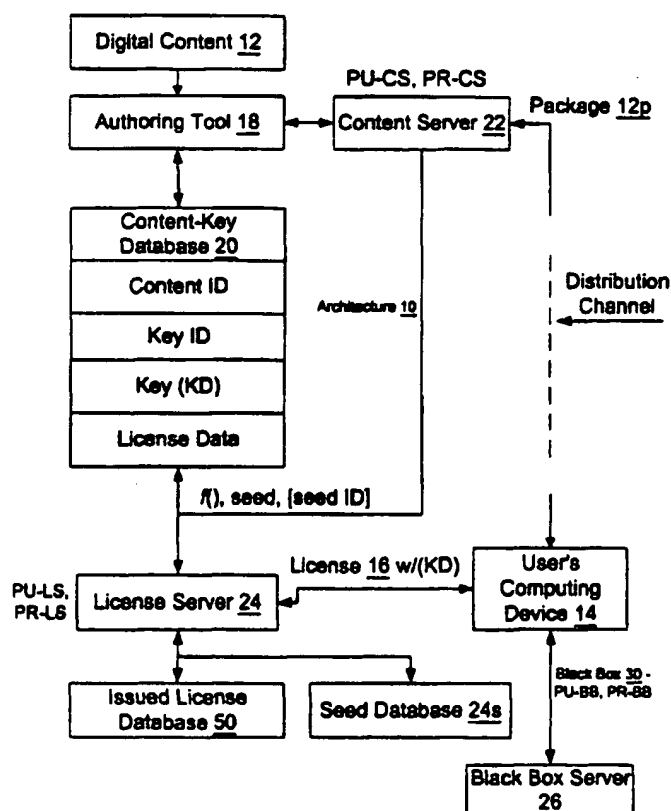 Digital Content 12
PU-CS, PR-CS
Authoring Tool 18
Content Server 22
Package 12p
Content-Key
Database 20
Content ID
Key ID
Key (KD)
License Data
Architecture 10
Distribution
Channel
f(), seed, [seed ID]
PU-LS,
PR-LS
License Server 24
License 16 w/(KD)
User's
Computing
Device 14
Issued License
Database 50
Seed Database 24s
Black Box 30 -
PU-BB, PR-BB
Black Box Server
26